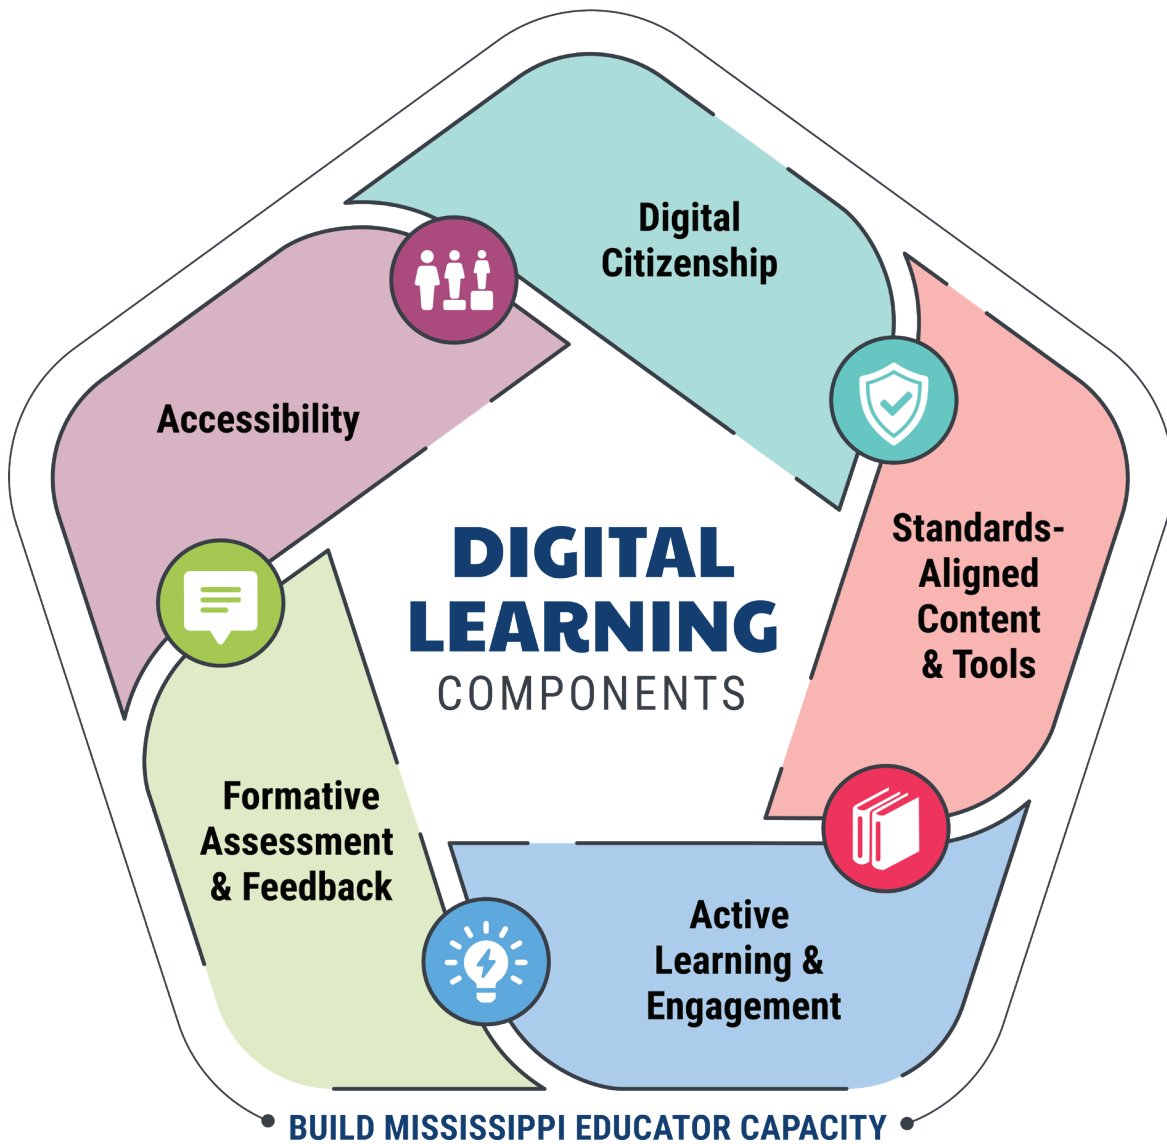 Digital
Citizenship
Accessibility
Standards-
Aligned
Content
& Tools
DIGITAL
LEARNING
COMPONENTS
Formative
Assessment
& Feedback
Active
Learning &
Engagement
BUILD MISSISSIPPI EDUCATOR CAPACITY